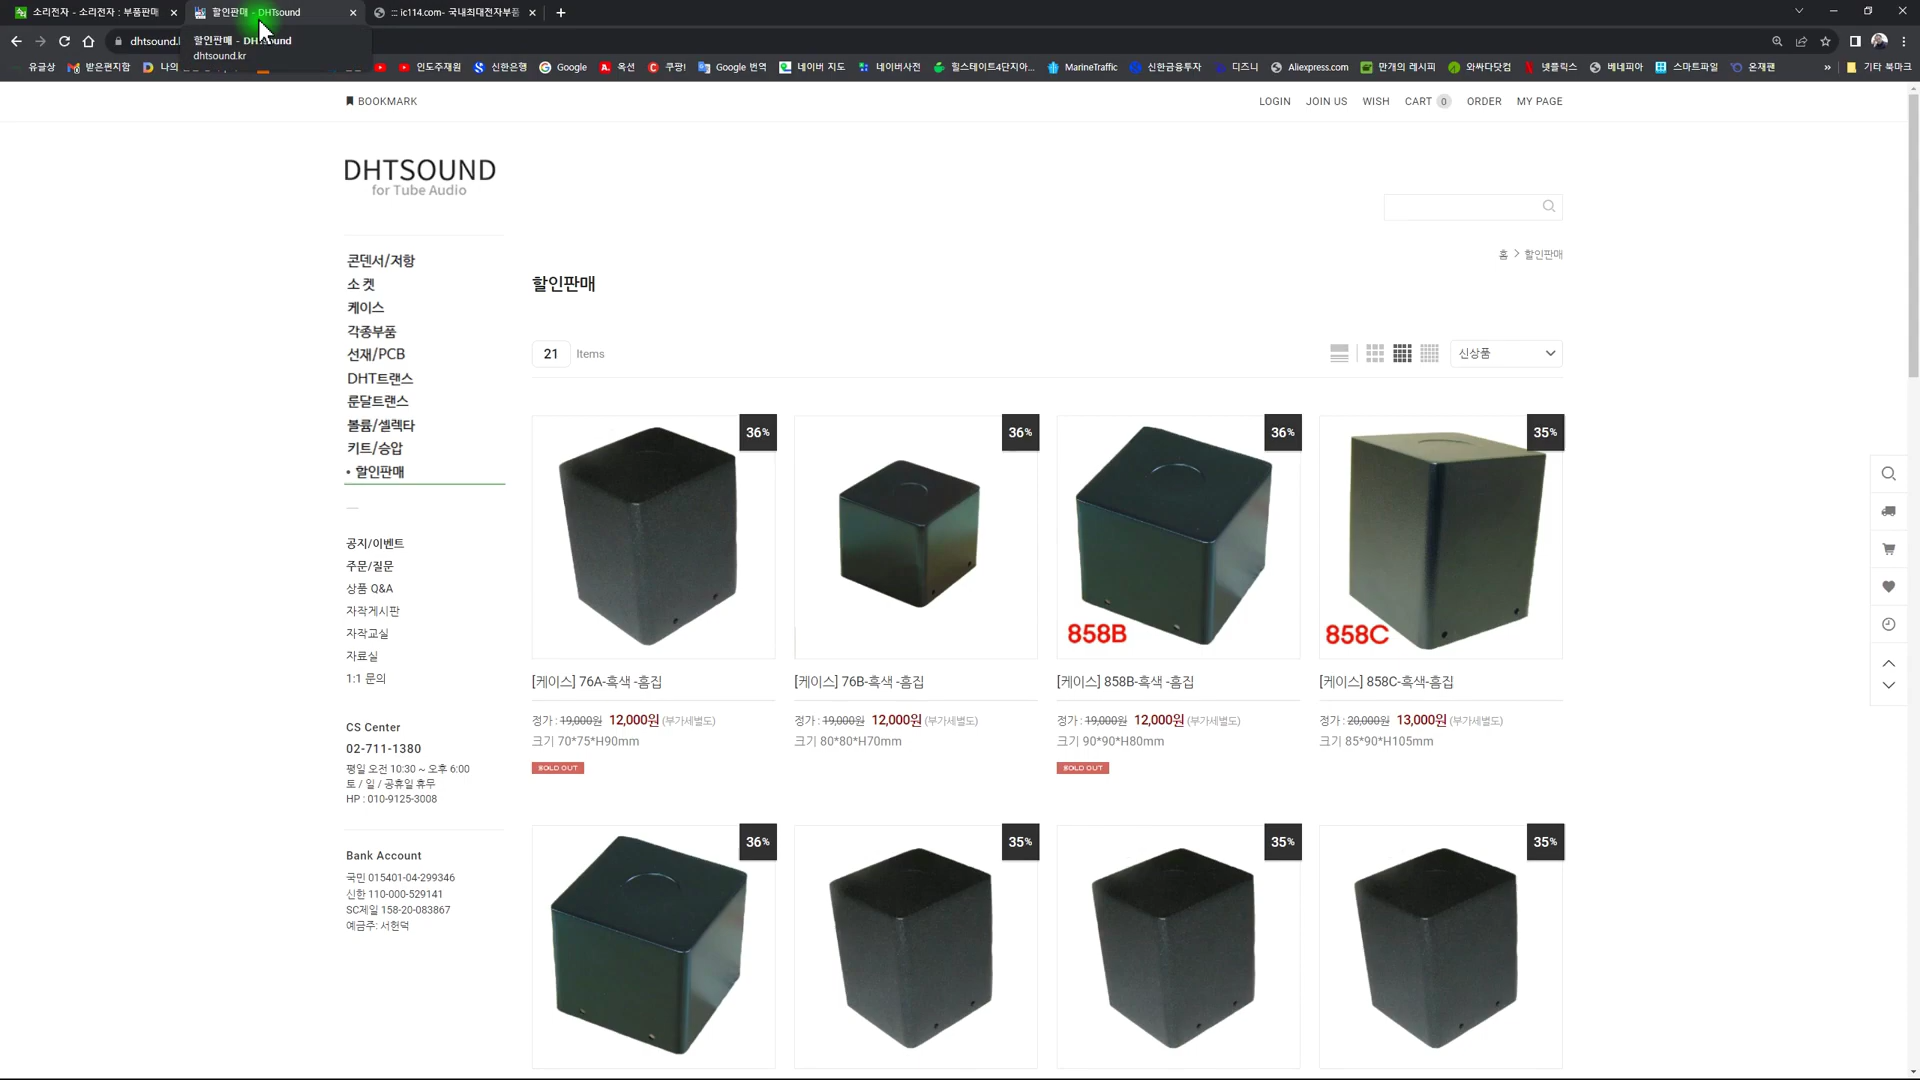 소리전자 - 소리전자 : 부품판매
할인판매 - DHTsound
::: ic114.com- 국내최대전자부품
dhtsound.
할인판매 - DHTsound
dhtsound.kr
유글상
받은편지함
나의
인도주재원
신한은행
Google
옥션
쿠팡!
Google 번역
네이버 지도
네이버사전
힐스테이트4단지아...
MarineTraffic
신한금융투자
디즈니
Aliexpress.com
만개의 레시피
와싸다닷컴
넷플릭스
베네피아
스마트파일
온재팬
»
기타 북마크
BOOKMARK
LOGIN JOIN US WISH CART 0 ORDER MY PAGE
DHTSOUND
for Tube Audio
홈 > 할인판매
콘덴서/저항
소 켓
케이스
각종부품
선재/PCB
DHT트랜스
룬달트랜스
볼륨/셀렉타
키트/승압
• 할인판매
공지/이벤트
주문/질문
상품 Q&A
자작게시판
자작교실
자료실
1:1 문의
CS Center
02-711-1380
평일 오전 10:30 ~ 오후 6:00
토 / 일 / 공휴일 휴무
HP : 010-9125-3008
Bank Account
국민 015401-04-299346
신한 110-000-529141
SC제일 158-20-083867
예금주: 서헌덕
할인판매
21 Items
신상품
36%
36%
36%
35%
858B
858C
[케이스] 76A-흑색 -흠집
정가 : 19,000원 12,000원 (부가세별도)
크기 70*75*H90mm
SOLD OUT
[케이스] 76B-흑색 -흠집
정가 : 19,000원 12,000원 (부가세별도)
크기 80*80*H70mm
[케이스] 858B-흑색 -흠집
정가 : 19,000원 12,000원 (부가세별도)
크기 90*90*H80mm
SOLD OUT
[케이스] 858C-흑색-흠집
정가 : 20,000원 13,000원 (부가세별도)
크기 85*90*H105mm
36%
35%
35%
35%